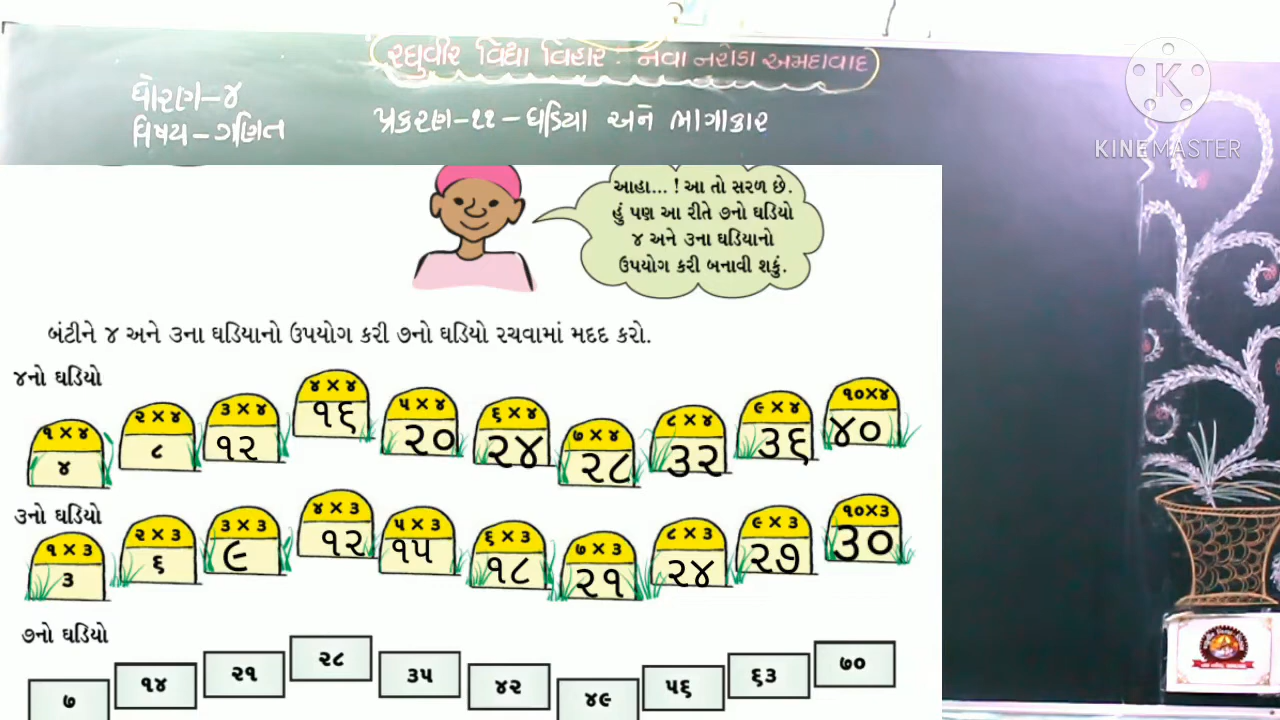 રઘુવીર વિદ્યા વિહાર : નવા નરોડા અમદાવાદ
ધોરણ-૪
વિષય-ગણિત
પ્રકરણ-૧૧-ઘડિયા અને ભાગાકાર
KINEMASTER
આહા... ! આ તો સરળ છે.
હું પણ આ રીતે ૭નો ઘડિયો
૪ અને ૩ના ઘડિયાનો
ઉપયોગ કરી બનાવી શકું.
બંટીને ૪ અને ૩ના ઘડિયાનો ઉપયોગ કરી ૭નો ઘડિયો રચવામાં મદદ કરો.
૪નો ઘડિયો
૧ × ૪ ૨ × ૪ ૩ × ૪ ૪ × ૪ ૫ × ૪ ૬ × ૪ ૭ × ૪ ૮ × ૪ ૯ × ૪ ૧૦×૪
૪ ૮ ૧૨ ૧૬ ૨૦ ૨૪ ૨૮ ૩૨ ૩૬ ૪૦
૩નો ઘડિયો
૧ × ૩ ૨ × ૩ ૩ × ૩ ૪ × ૩ ૫ × ૩ ૬ × ૩ ૭ × ૩ ૮ × ૩ ૯ × ૩ ૧૦×૩
૩ ૬ ૯ ૧૨ ૧૫ ૧૮ ૨૧ ૨૪ ૨૭ ૩૦
૭નો ઘડિયો
૭ ૧૪ ૨૧ ૨૮ ૩૫ ૪૨ ૪૯ ૫૬ ૬૩ ૭૦